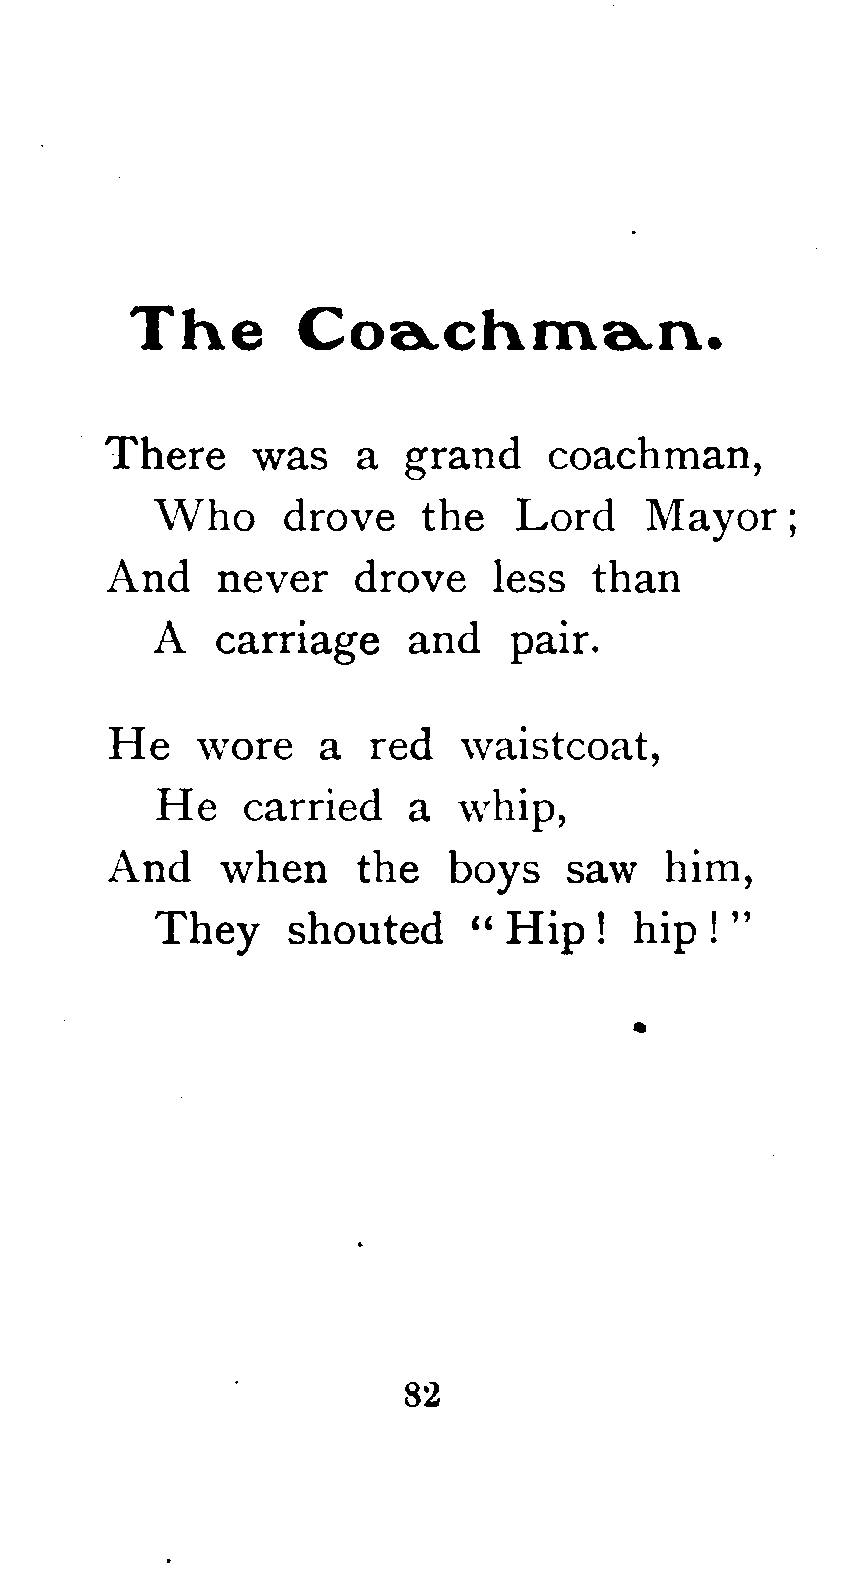 The Coachman.
There was a grand coachman,
Who drove the Lord Mayor;
And never drove less than
A carriage and pair.
He wore a red waistcoat,
He carried a whip,
And when the boys saw him,
They shouted "Hip! hip!"
82